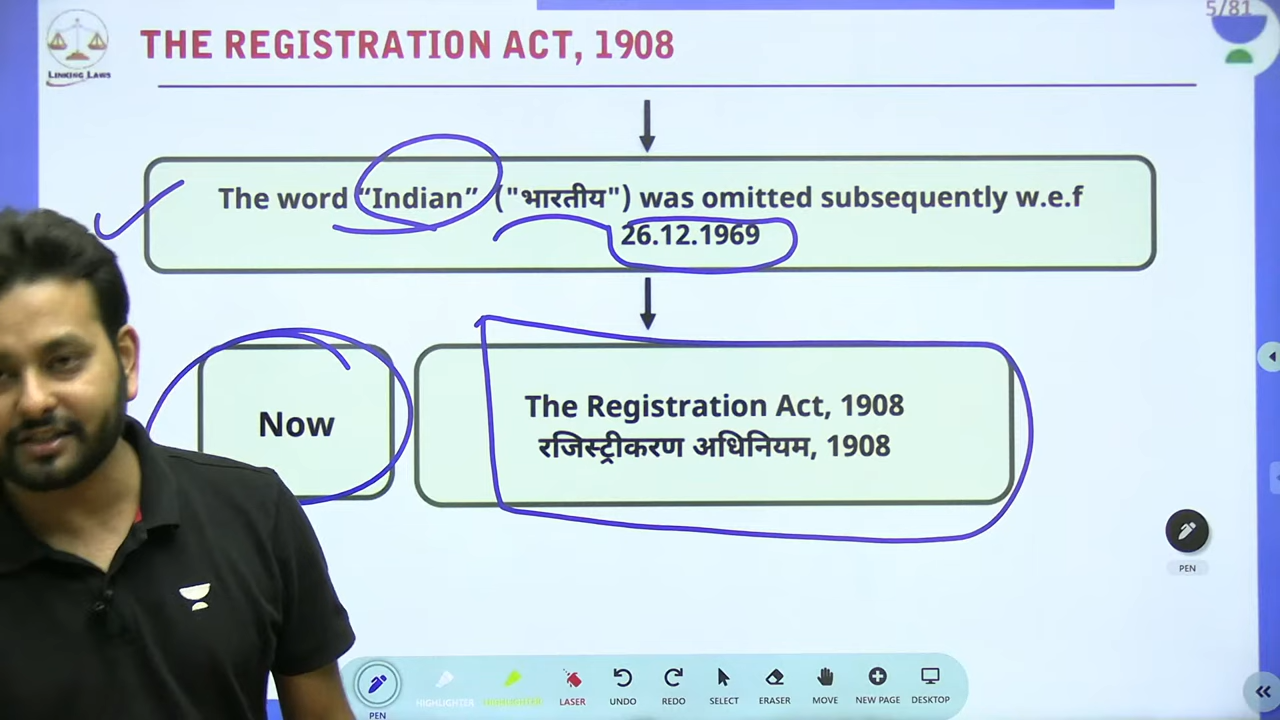 5/81
LINKING LAWS
THE REGISTRATION ACT, 1908
The word “Indian” ("भारतीय") was omitted subsequently w.e.f
26.12.1969
Now
The Registration Act, 1908
रजिस्ट्रीकरण अधिनियम, 1908
PEN
PEN
HIGHLIGHTER
HIGHLIGHTER
LASER
UNDO
REDO
SELECT
ERASER
MOVE
NEW PAGE
DESKTOP